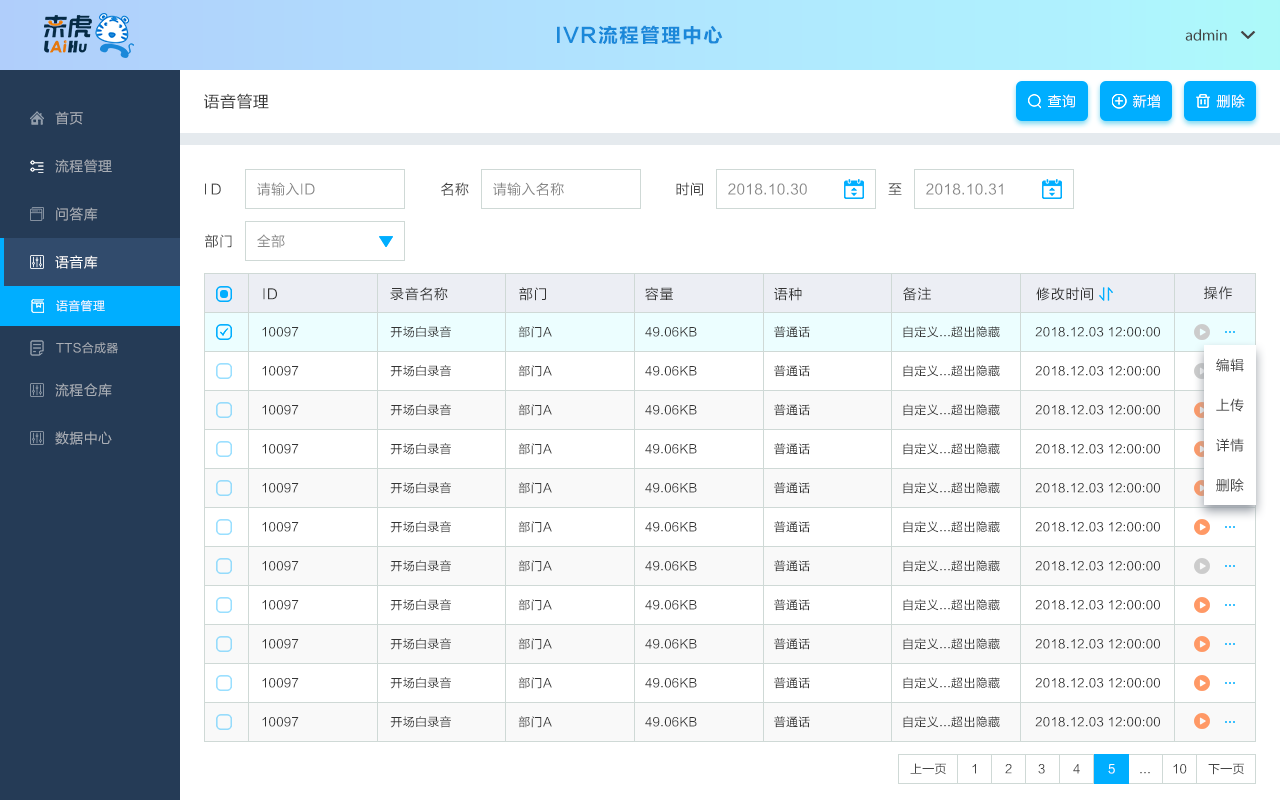 来虎
LAiHu
IVR流程管理中心
admin
首页
流程管理
问答库
语音库
语音管理
TTS合成器
流程仓库
数据中心
语音管理
查询 新增 删除
ID 请输入ID 名称 请输入名称 时间 2018.10.30 至 2018.10.31
部门 全部
ID 录音名称 部门 容量 语种 备注 修改时间 操作
10097 开场白录音 部门A 49.06KB 普通话 自定义...超出隐藏 2018.12.03 12:00:00 ...
10097 开场白录音 部门A 49.06KB 普通话 自定义...超出隐藏 2018.12.03 12:00:00
10097 开场白录音 部门A 49.06KB 普通话 自定义...超出隐藏 2018.12.03 12:00:00
10097 开场白录音 部门A 49.06KB 普通话 自定义...超出隐藏 2018.12.03 12:00:00
10097 开场白录音 部门A 49.06KB 普通话 自定义...超出隐藏 2018.12.03 12:00:00
10097 开场白录音 部门A 49.06KB 普通话 自定义...超出隐藏 2018.12.03 12:00:00 ...
10097 开场白录音 部门A 49.06KB 普通话 自定义...超出隐藏 2018.12.03 12:00:00 ...
10097 开场白录音 部门A 49.06KB 普通话 自定义...超出隐藏 2018.12.03 12:00:00 ...
10097 开场白录音 部门A 49.06KB 普通话 自定义...超出隐藏 2018.12.03 12:00:00 ...
10097 开场白录音 部门A 49.06KB 普通话 自定义...超出隐藏 2018.12.03 12:00:00 ...
10097 开场白录音 部门A 49.06KB 普通话 自定义...超出隐藏 2018.12.03 12:00:00 ...
编辑
上传
详情
删除
上一页 1 2 3 4 5 ... 10 下一页